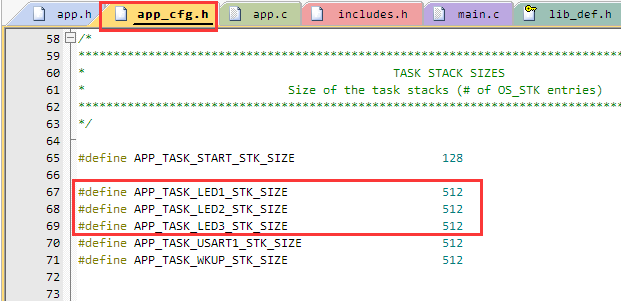 app.h app_cfg.h app.c includes.h main.c lib_def.h
58 /*
59 *********************************************************************************
60 * TASK STACK SIZES
61 * Size of the task stacks (# of OS_STK entries)
62 *********************************************************************************
63 */
64
65 #define APP_TASK_START_STK_SIZE 128
66
67 #define APP_TASK_LED1_STK_SIZE 512
68 #define APP_TASK_LED2_STK_SIZE 512
69 #define APP_TASK_LED3_STK_SIZE 512
70 #define APP_TASK_USART1_STK_SIZE 512
71 #define APP_TASK_WKUP_STK_SIZE 512
72
73